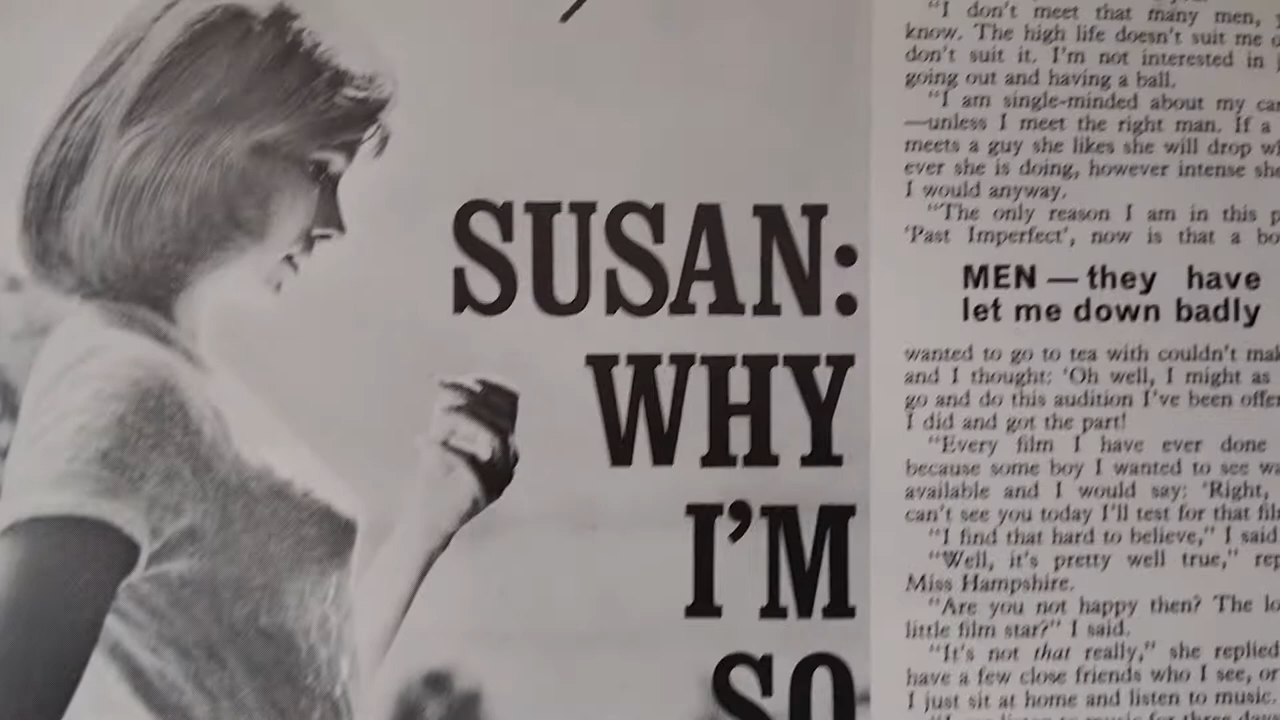 SUSAN:
WHY
I'M
SO
"I don't meet that many men,
know. The high life doesn't suit me
don't suit it. I'm not interested in
going out and having a ball.
"I am single-minded about my
—unless I meet the right man. If a
meets a guy she likes she will drop
ever she is doing, however intense
I would anyway.
"The only reason I am in this
'Past Imperfect', now is that a
MEN — they have
let me down badly
wanted to go to tea with couldn't
and I thought: 'Oh well, I might as
go and do this audition I've been
I did and got the part!
"Every film I have ever done
because some boy I wanted to see
available and I would say: 'Right,
can't see you today I'll test for that
"I find that hard to believe," I said
"Well, it's pretty well true,"
Miss Hampshire.
"Are you not happy then? The
little film star?" I said.
"It's not that really," she replied
have a few close friends who I see, or
I just sit at home and listen to music.